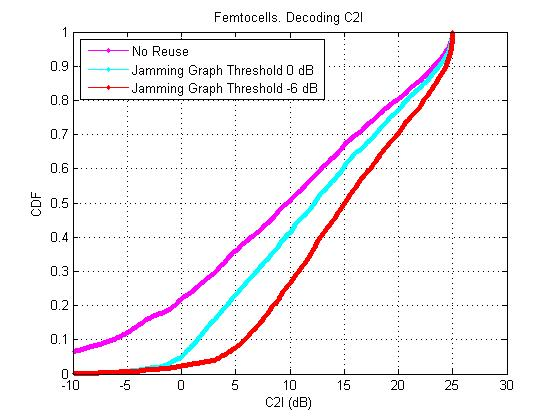 Femtocells. Decoding C2I
No Reuse
Jamming Graph Threshold 0 dB
Jamming Graph Threshold -6 dB
1
0.9
0.8
0.7
0.6
0.5
0.4
0.3
0.2
0.1
0
CDF
-10 -5 0 5 10 15 20 25 30
C2I (dB)